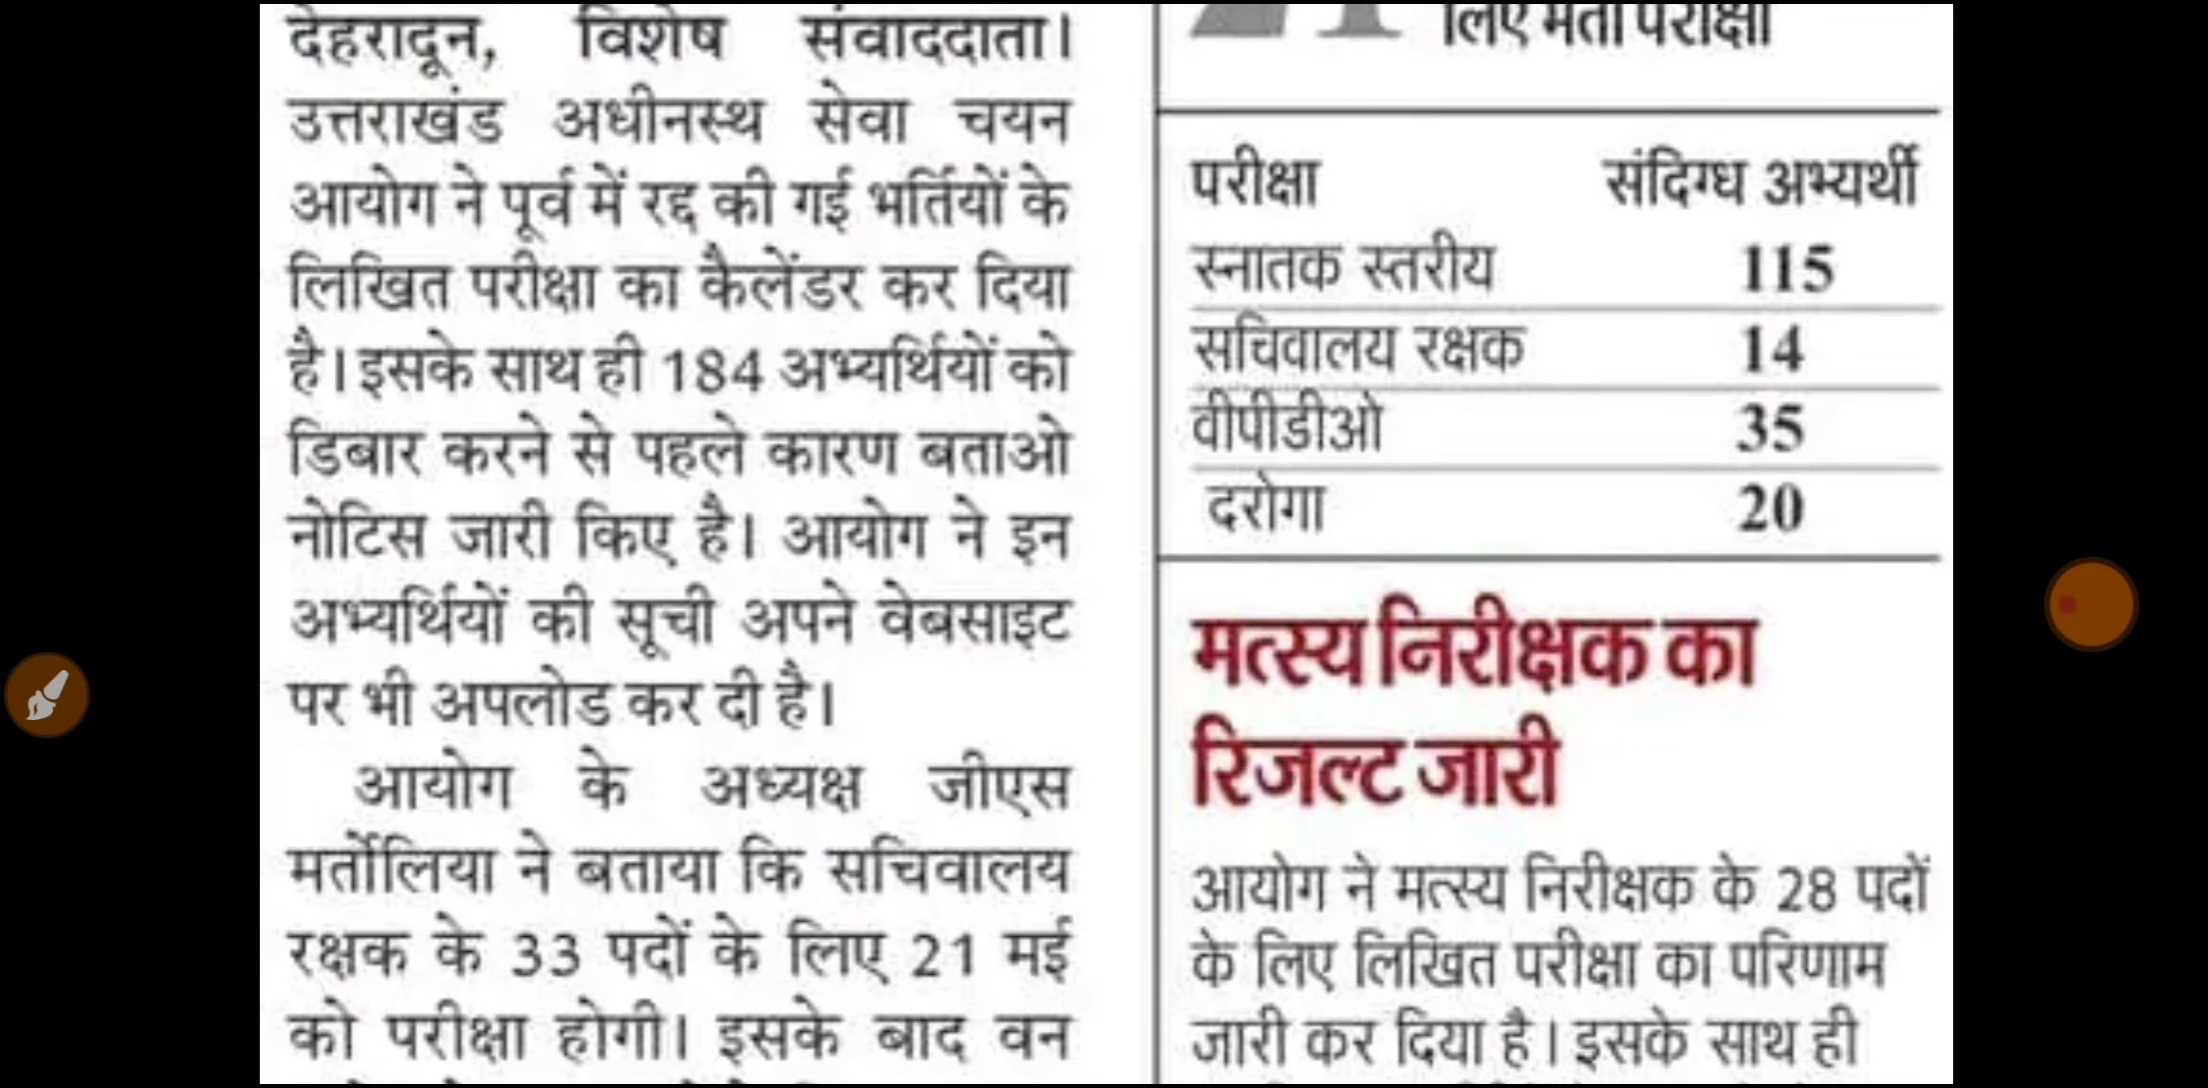 देहरादून, विशेष संवाददाता।
उत्तराखंड अधीनस्थ सेवा चयन
आयोग ने पूर्व में रद्द की गई भर्तियों के
लिखित परीक्षा का कैलेंडर कर दिया
है। इसके साथ ही 184 अभ्यर्थियों को
डिबार करने से पहले कारण बताओ
नोटिस जारी किए है। आयोग ने इन
अभ्यर्थियों की सूची अपने वेबसाइट
पर भी अपलोड कर दी है।
आयोग के अध्यक्ष जीएस
मर्तोलिया ने बताया कि सचिवालय
रक्षक के 33 पदों के लिए 21 मई
को परीक्षा होगी। इसके बाद वन
लिए भर्ती परीक्षा
परीक्षा संदिग्ध अभ्यर्थी
स्नातक स्तरीय 115
सचिवालय रक्षक 14
वीपीडीओ 35
दरोगा 20
मत्स्य निरीक्षक का
रिजल्ट जारी
आयोग ने मत्स्य निरीक्षक के 28 पदों
के लिए लिखित परीक्षा का परिणाम
जारी कर दिया है। इसके साथ ही